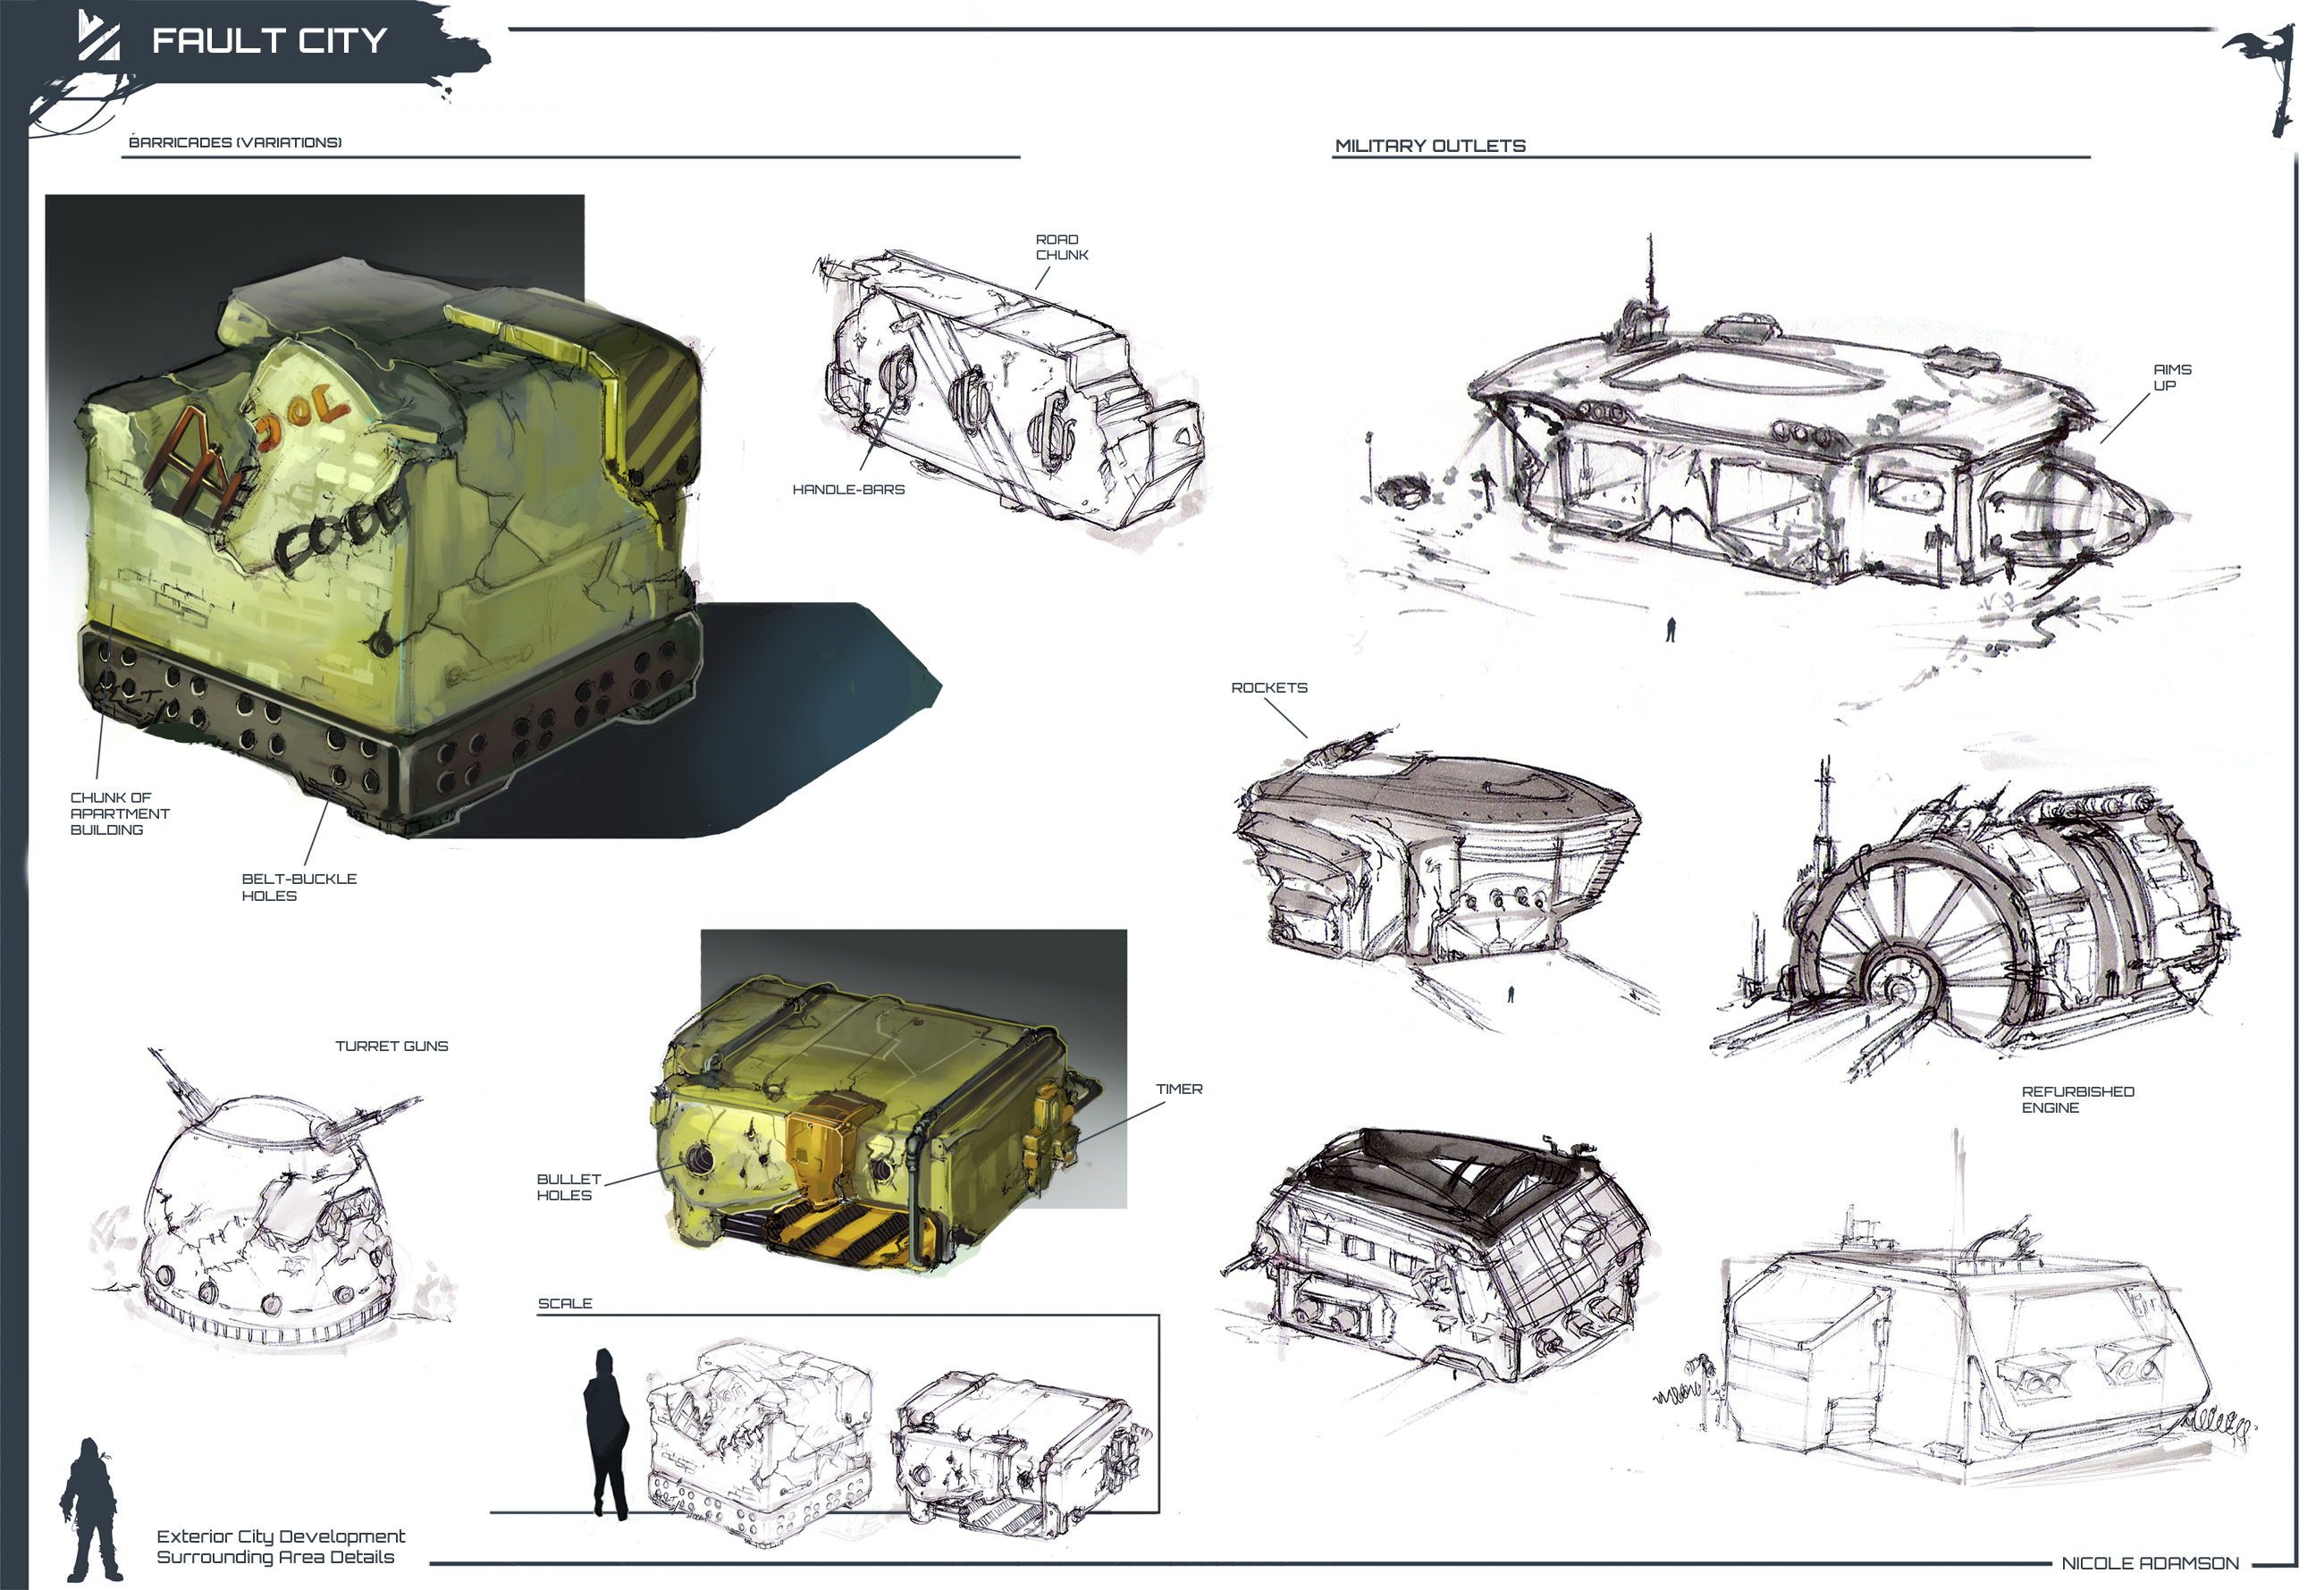 FAULT CITY
BARRICADES (VARIATIONS)
MILITARY OUTLETS
ROAD
CHUNK
HANDLE-BARS
AIMS
UP
FOOD
CHUNK OF
APARTMENT
BUILDING
BELT-BUCKLE
HOLES
ROCKETS
TURRET GUNS
TIMER
BULLET
HOLES
REFURBISHED
ENGINE
SCALE
Exterior City Development
Surrounding Area Details
NICOLE ADAMSON